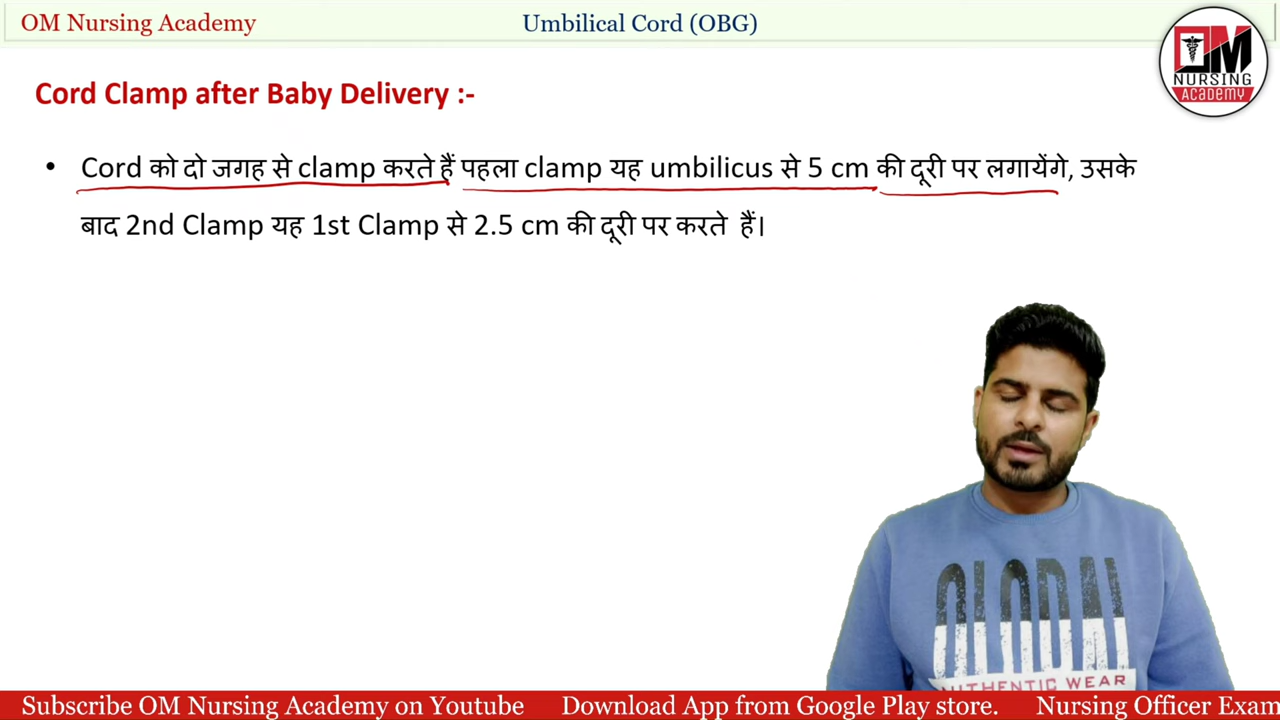 OM Nursing Academy
Umbilical Cord (OBG)
OM
NURSING
ACADEMY
Cord Clamp after Baby Delivery :-
• Cord को दो जगह से clamp करते हैं पहला clamp यह umbilicus से 5 cm की दूरी पर लगायेंगे, उसके
बाद 2nd Clamp यह 1st Clamp से 2.5 cm की दूरी पर करते हैं।
GLOBAL
AUTHENTIC WEAR
Subscribe OM Nursing Academy on Youtube Download App from Google Play store. Nursing Officer Exam